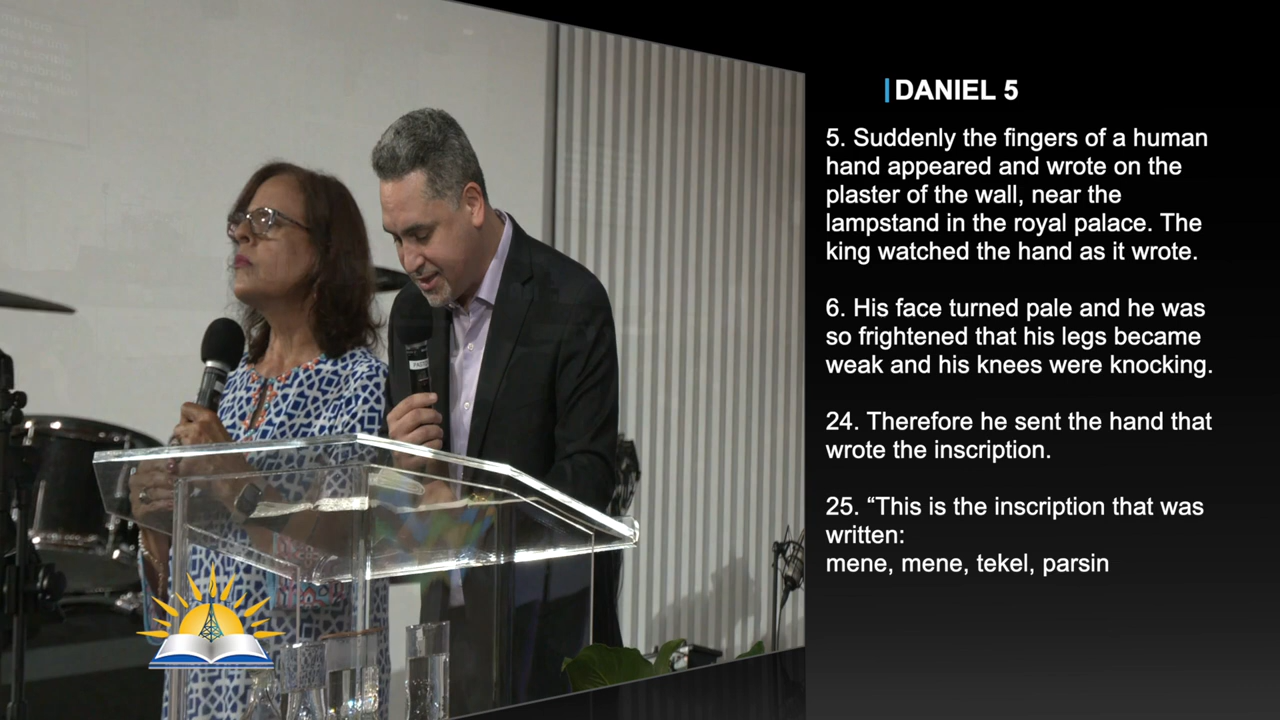 DANIEL 5
5. Suddenly the fingers of a human
hand appeared and wrote on the
plaster of the wall, near the
lampstand in the royal palace. The
king watched the hand as it wrote.
6. His face turned pale and he was
so frightened that his legs became
weak and his knees were knocking.
24. Therefore he sent the hand that
wrote the inscription.
25. “This is the inscription that was
written:
mene, mene, tekel, parsin